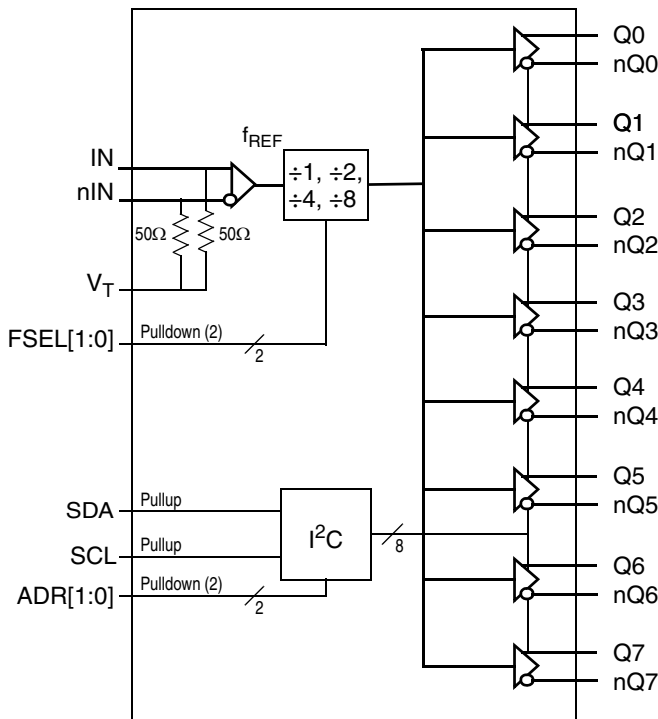 Q0
nQ0
Q1
nQ1
fREF
IN
÷1, ÷2,
÷4, ÷8
nIN
Q2
nQ2
50Ω
50Ω
VT
Q3
nQ3
FSEL[1:0]
Pulldown (2)
2
Q4
nQ4
Q5
nQ5
SDA
Pullup
I²C
8
SCL
Pullup
Q6
nQ6
ADR[1:0]
Pulldown (2)
2
Q7
nQ7